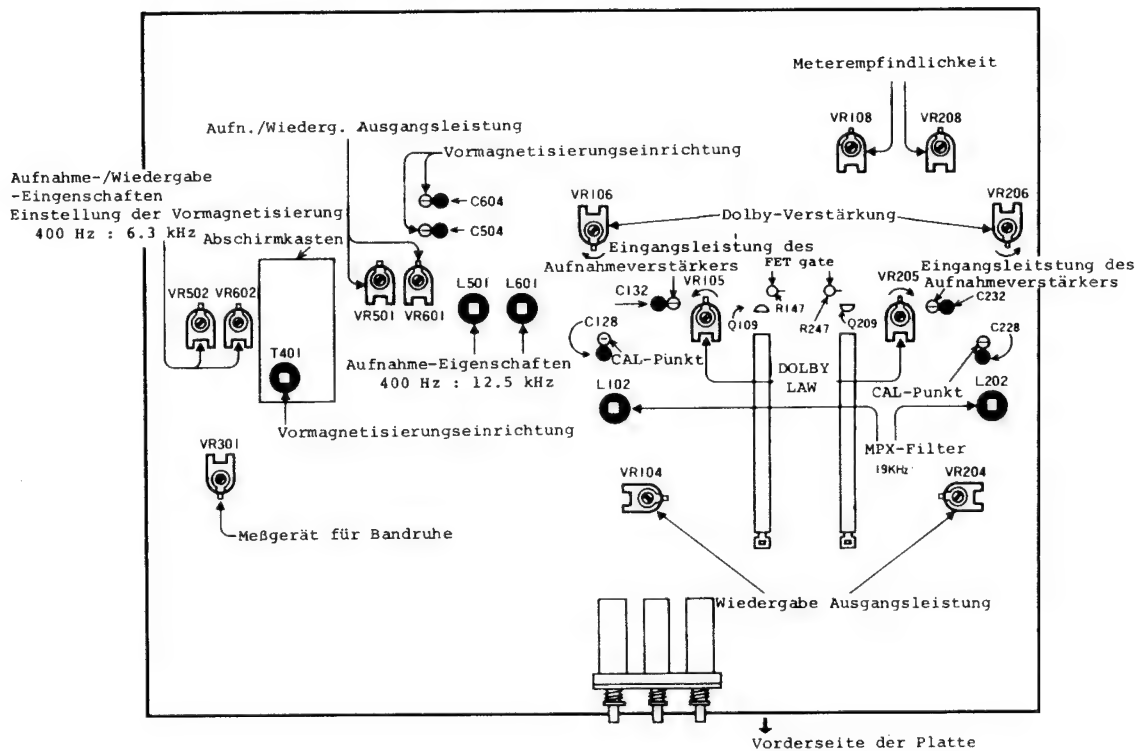 Meterempfindlichkeit
VR108
VR208
Aufn./Wiederg. Ausgangsleistung
Vormagnetisierungseinrichtung
Aufnahme-/Wiedergabe
-Eingenschaften
Einstellung der Vormagnetisierung
400 Hz : 6.3 kHz
C604
C504
VR106
VR206
Dolby-Verstärkung
Abschirmkasten
Eingangsleistung des
Aufnahmeverstärkers
FET gate
Eingangsleitstung des
Aufnahmeverstärkers
VR502
VR602
VR501
VR601
L501
L601
C132
VR105
R147
Q109
R247
Q209
VR205
C232
C128
CAL-Punkt
C228
CAL-Punkt
T401
Aufnahme-Eigenschaften
400 Hz : 12.5 kHz
DOLBY
LAW
L102
L202
Vormagnetisierungseinrichtung
MPX-Filter
19KHz
VR301
VR104
VR204
Meßgerät für Bandruhe
Wiedergabe Ausgangsleistung
Vorderseite der Platte